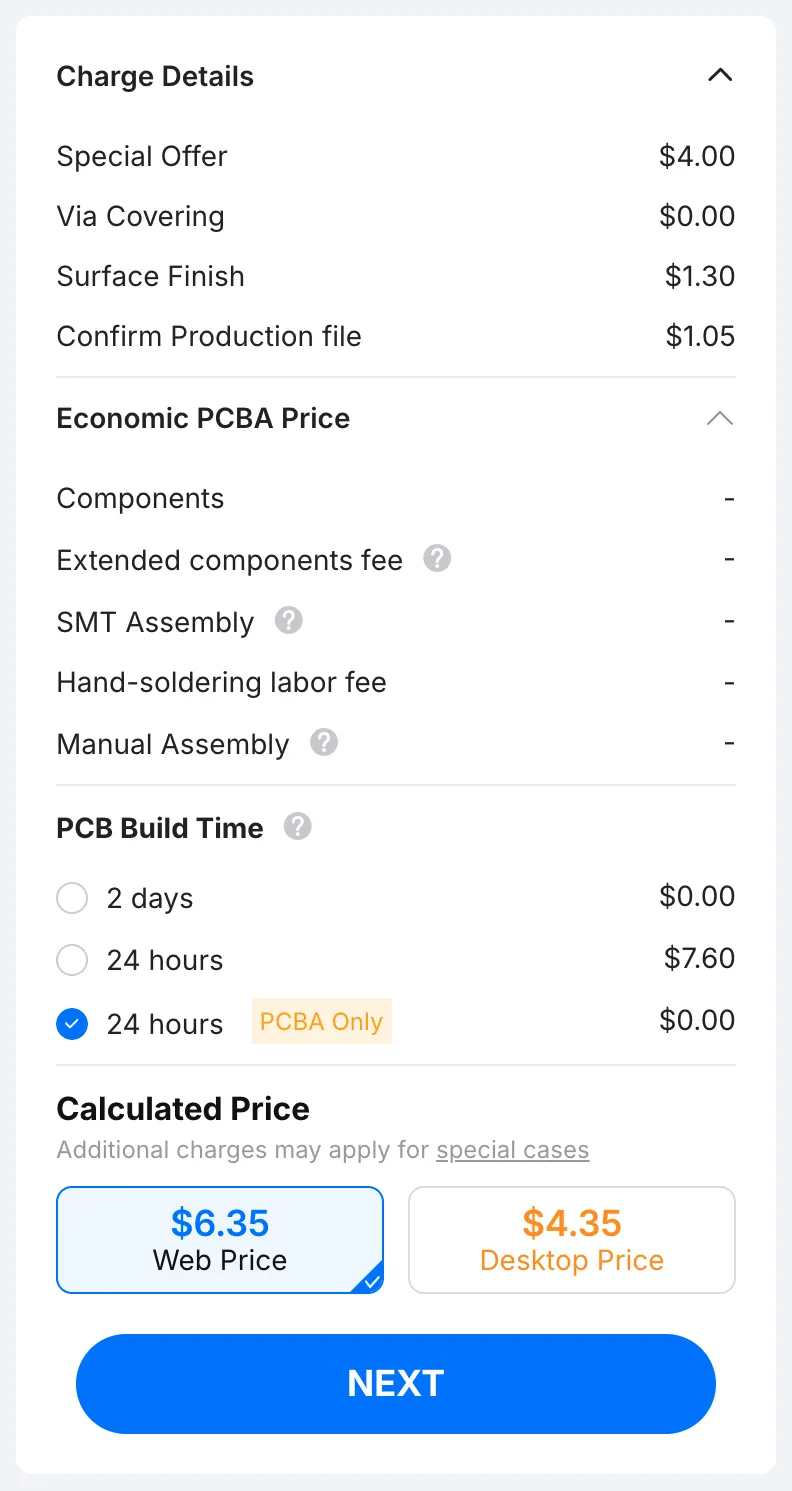 Charge Details
Special Offer $4.00
Via Covering $0.00
Surface Finish $1.30
Confirm Production file $1.05
Economic PCBA Price
Components -
Extended components fee ? -
SMT Assembly ? -
Hand-soldering labor fee -
Manual Assembly ? -
PCB Build Time ?
2 days $0.00
24 hours $7.60
24 hours PCBA Only $0.00
Calculated Price
Additional charges may apply for special cases
$6.35 $4.35
Web Price Desktop Price
NEXT